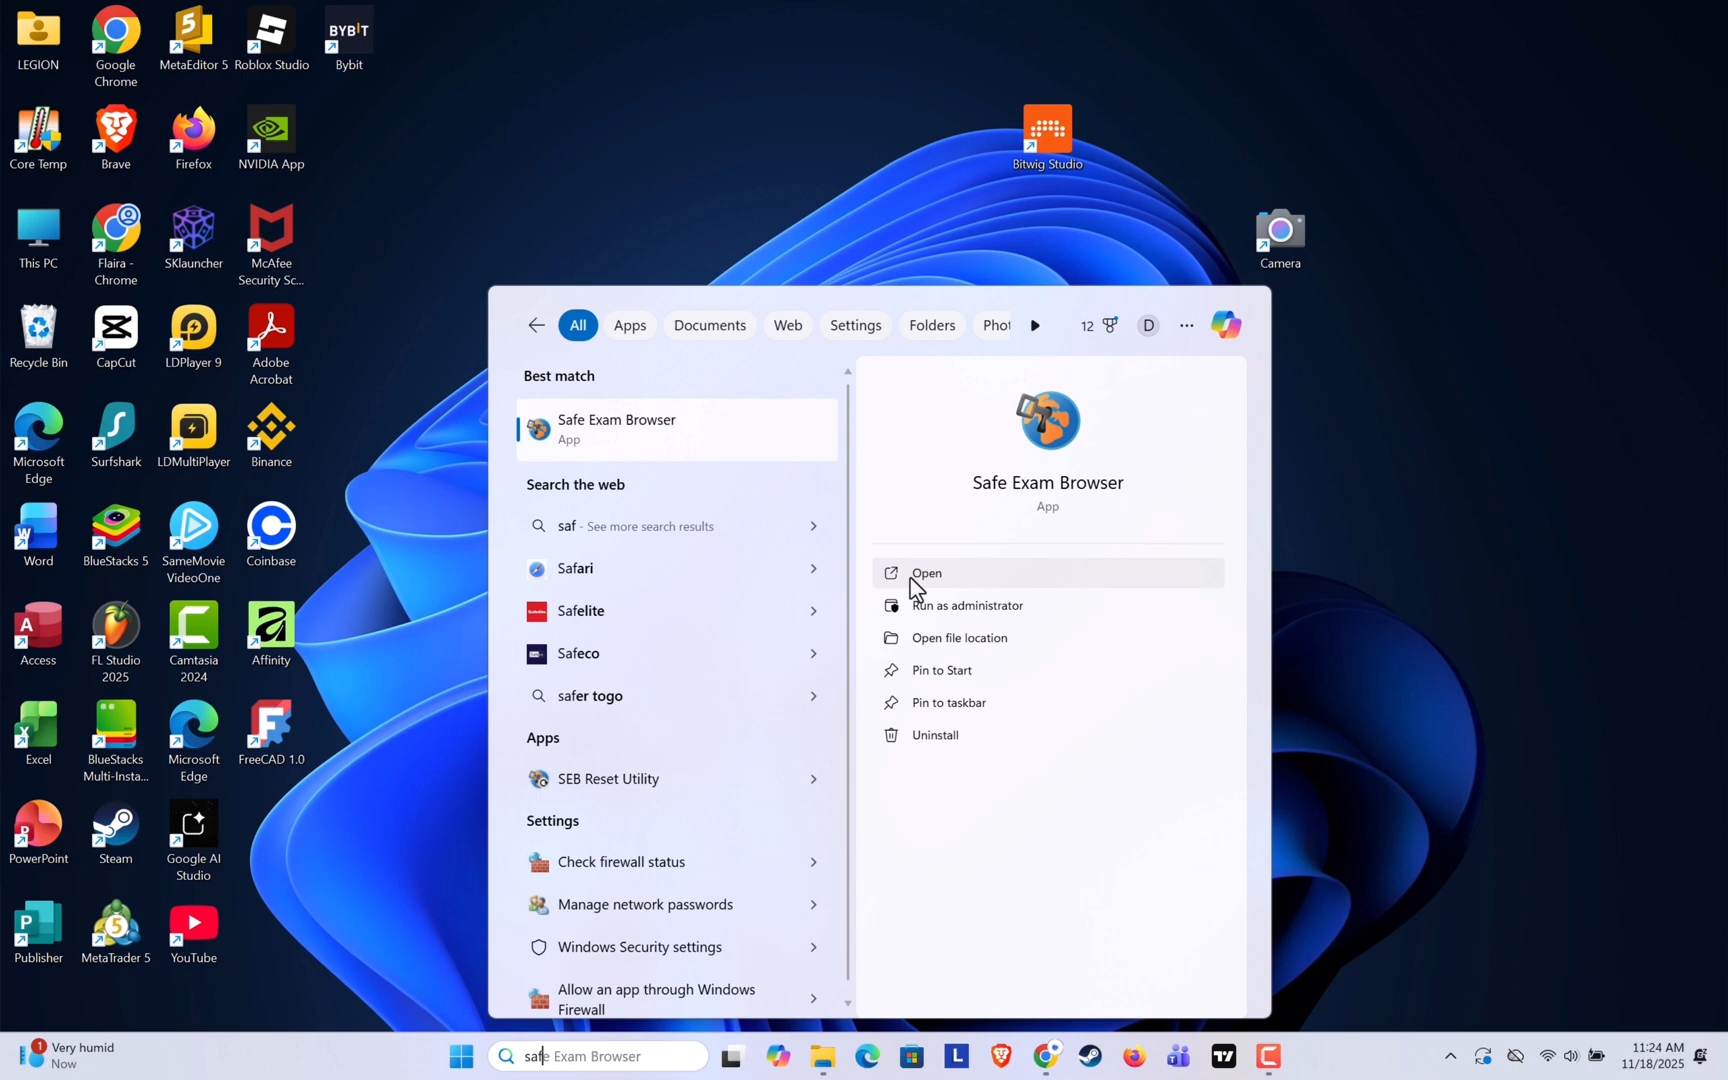 LEGION
Google
Chrome
MetaEditor 5
Roblox Studio
BYBIT
Bybit
Core Temp
Brave
Firefox
NVIDIA App
Bitwig Studio
This PC
Flaira -
Chrome
SKlauncher
McAfee
Security Sc...
Camera
Recycle Bin
CapCut
LDPlayer 9
Adobe
Acrobat
Microsoft
Edge
Surfshark
LDMultiPlayer
Binance
Word
BlueStacks 5
SameMovie
VideoOne
Coinbase
Access
FL Studio
2025
Camtasia
2024
Affinity
Excel
BlueStacks
Multi-Insta...
Microsoft
Edge
FreeCAD 1.0
PowerPoint
Steam
Google AI
Studio
Publisher
MetaTrader 5
YouTube
All
Apps
Documents
Web
Settings
Folders
Phot
12
D
Best match
Safe Exam Browser
App
Search the web
saf - See more search results
Safari
Safelite
Safeco
safer togo
Apps
SEB Reset Utility
Settings
Check firewall status
Manage network passwords
Windows Security settings
Allow an app through Windows
Firewall
Safe Exam Browser
App
Open
Run as administrator
Open file location
Pin to Start
Pin to taskbar
Uninstall
1
Very humid
Now
safe Exam Browser
11:24 AM
11/18/2025